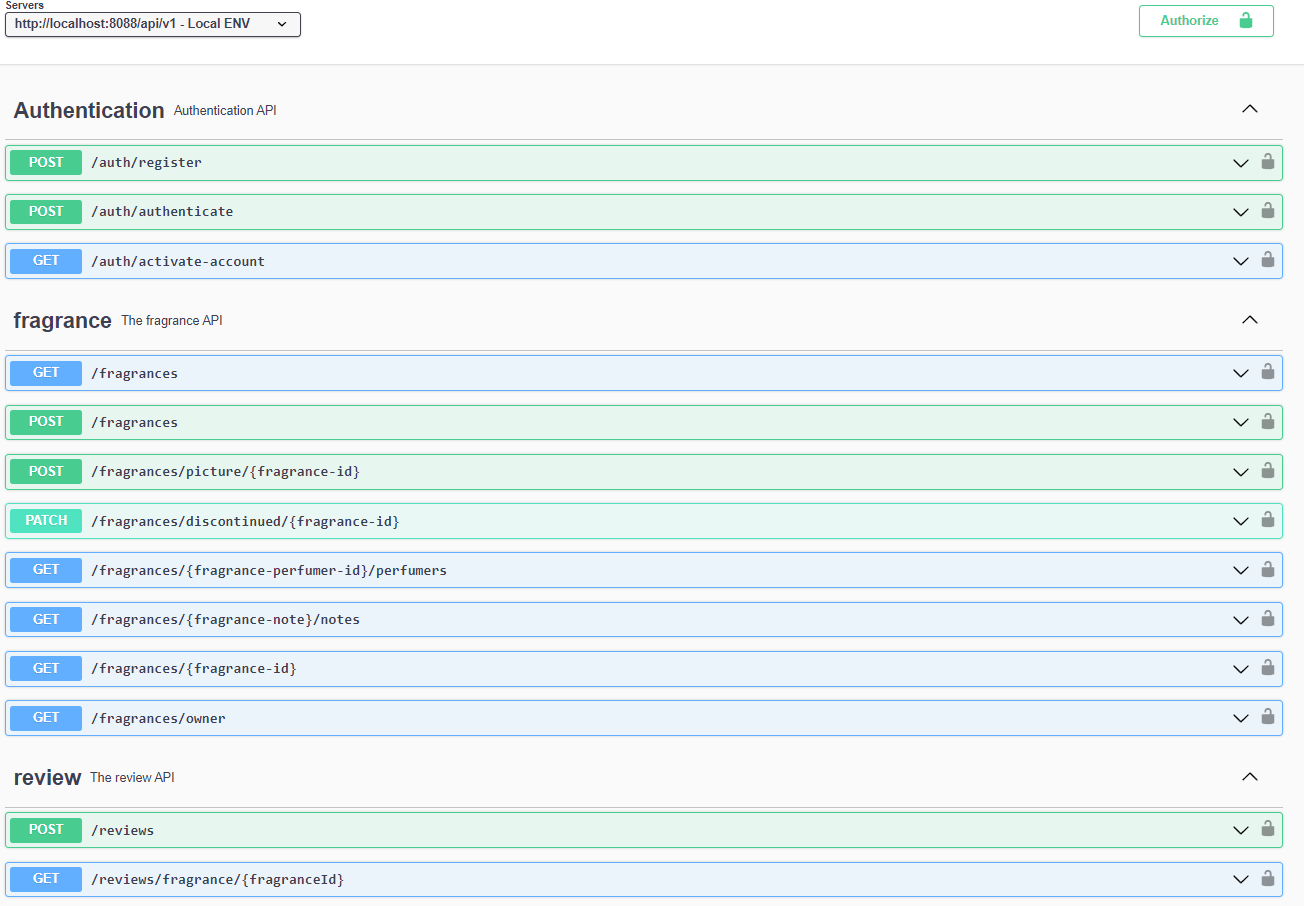 Servers
http://localhost:8088/api/v1 - Local ENV
Authorize
Authentication Authentication API
POST /auth/register
POST /auth/authenticate
GET /auth/activate-account
fragrance The fragrance API
GET /fragrances
POST /fragrances
POST /fragrances/picture/{fragrance-id}
PATCH /fragrances/discontinued/{fragrance-id}
GET /fragrances/{fragrance-perfumer-id}/perfumers
GET /fragrances/{fragrance-note}/notes
GET /fragrances/{fragrance-id}
GET /fragrances/owner
review The review API
POST /reviews
GET /reviews/fragrance/{fragranceId}